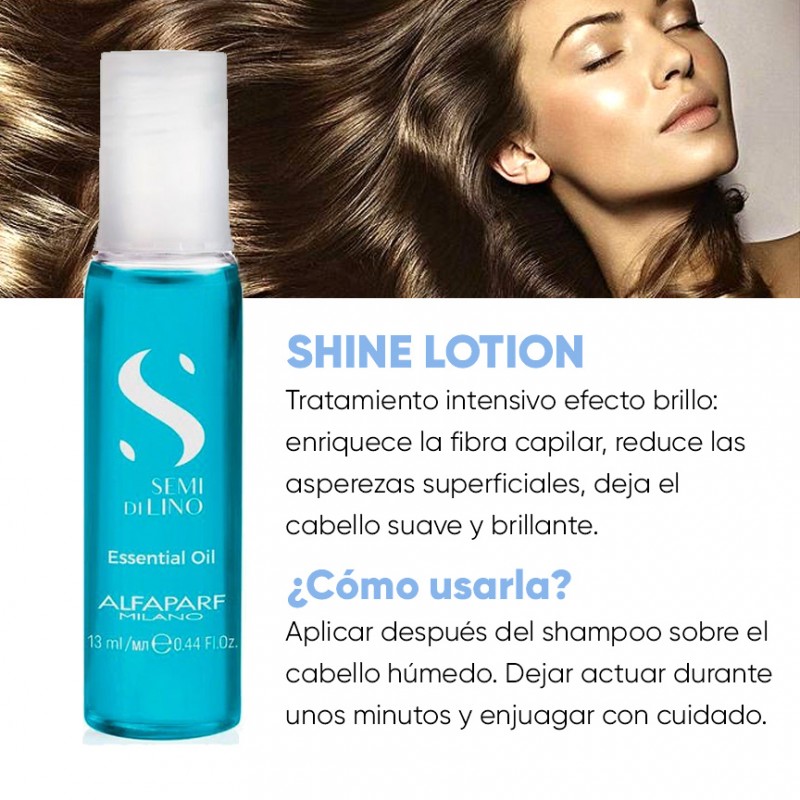 SEMI
DI LINO
Essential Oil
ALFAPARF
MILANO
13 ml/мл ℮ 0.44 Fl.Oz.
SHINE LOTION
Tratamiento intensivo efecto brillo:
enriquece la fibra capilar, reduce las
asperezas superficiales, deja el
cabello suave y brillante.
¿Cómo usarla?
Aplicar después del shampoo sobre el
cabello húmedo. Dejar actuar durante
unos minutos y enjuagar con cuidado.